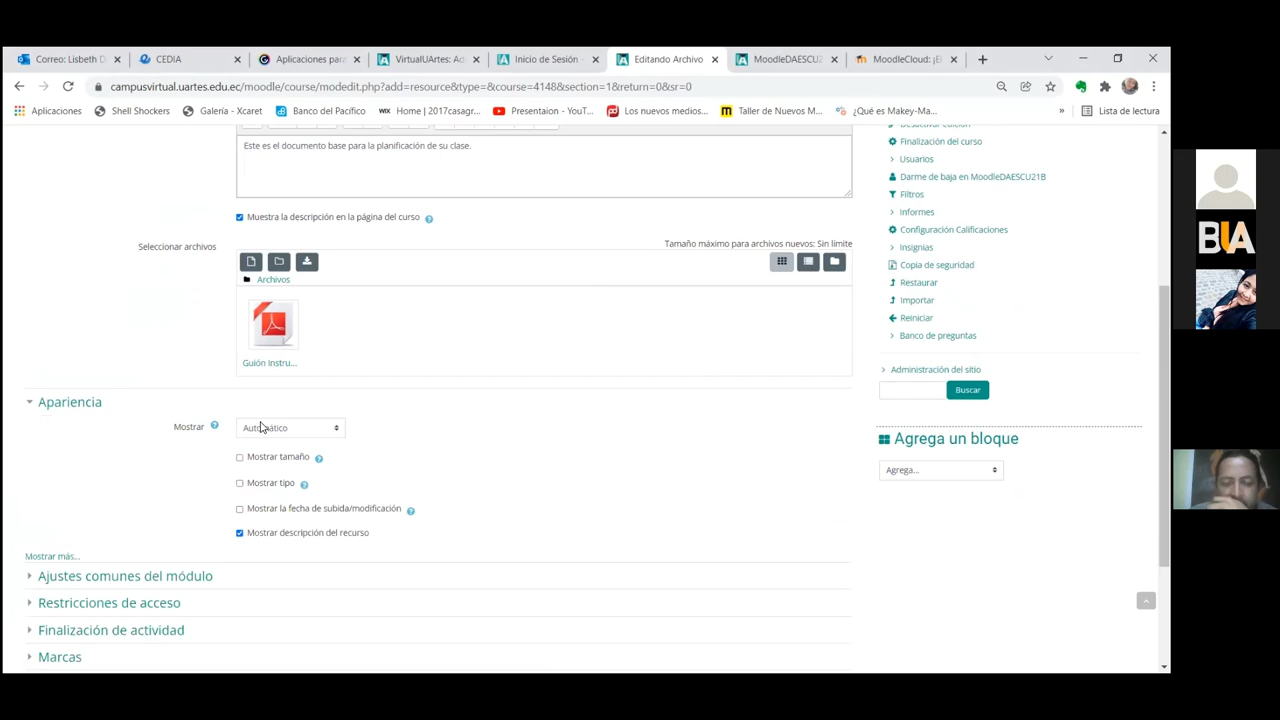 Correo: Lisbeth D
CEDIA
Aplicaciones para
VirtualUArtes: Ad
Inicio de Sesión -
Editando Archivo
MoodleDAESCU2
MoodleCloud: ¡E
campusvirtual.uartes.edu.ec/moodle/course/modedit.php?add=resource&type=&course=4148&section=1&return=0&sr=0
Aplicaciones
Shell Shockers
Galería - Xcaret
Banco del Pacífico
WIX Home | 2017casagr...
Presentaion - YouT...
Los nuevos medios...
Taller de Nuevos M...
¿Qué es Makey-Ma...
»
Lista de lectura
Este es el documento base para la planificación de su clase.
Muestra la descripción en la página del curso
Seleccionar archivos
Tamaño máximo para archivos nuevos: Sin límite
Archivos
Guión Instru...
Apariencia
Mostrar
Automático
Mostrar tamaño
Mostrar tipo
Mostrar la fecha de subida/modificación
Mostrar descripción del recurso
Mostrar más...
Ajustes comunes del módulo
Restricciones de acceso
Finalización de actividad
Marcas
Desactivar edición
Finalización del curso
Usuarios
Darme de baja en MoodleDAESCU21B
Filtros
Informes
Configuración Calificaciones
Insignias
Copia de seguridad
Restaurar
Importar
Reiniciar
Banco de preguntas
Administración del sitio
Buscar
Agrega un bloque
Agrega...